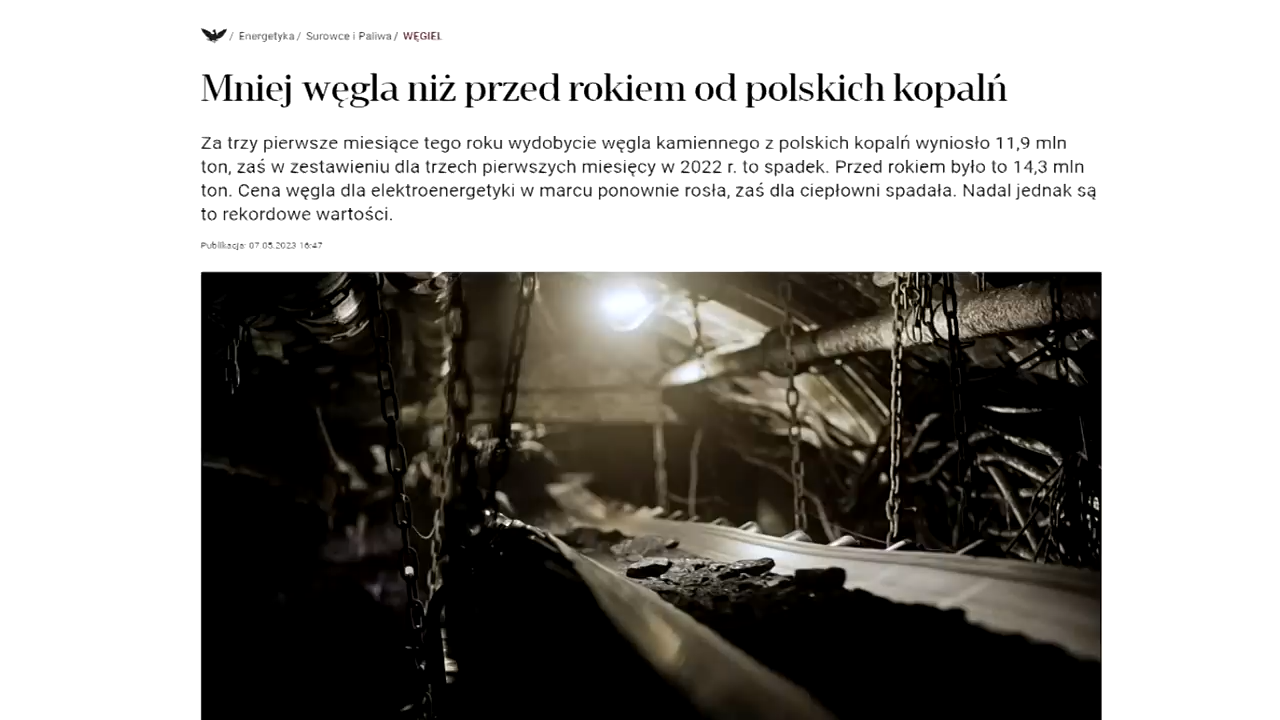 / Energetyka / Surowce i Paliwa / WĘGIEL
Mniej węgla niż przed rokiem od polskich kopalń
Za trzy pierwsze miesiące tego roku wydobycie węgla kamiennego z polskich kopalń wyniosło 11,9 mln
ton, zaś w zestawieniu dla trzech pierwszych miesięcy w 2022 r. to spadek. Przed rokiem było to 14,3 mln
ton. Cena węgla dla elektroenergetyki w marcu ponownie rosła, zaś dla ciepłowni spadała. Nadal jednak są
to rekordowe wartości.
Publikacja: 07.05.2023 16:47